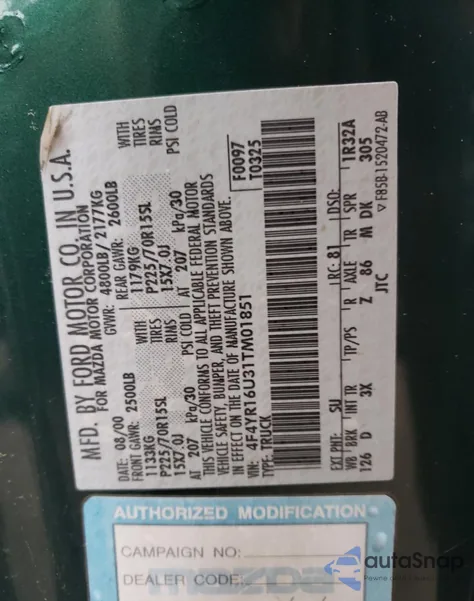 MFD. BY FORD MOTOR CO. IN U.S.A.
FOR MAZDA MOTOR CORPORATION
DATE: 08/00 GVWR: 4800LB/ 2177KG
FRONT GAWR: 2500LB REAR GAWR: 2600LB
1133KG 1179KG WITH
P225/70R15SL P225/70R15SL TIRES
15X7.0J 15X7.0J RIMS
AT 207 kPa/30 PSI COLD AT 207 kPa/30 PSI COLD
THIS VEHICLE CONFORMS TO ALL APPLICABLE FEDERAL MOTOR
VEHICLE SAFETY, BUMPER, AND THEFT PREVENTION STANDARDS
IN EFFECT ON THE DATE OF MANUFACTURE SHOWN ABOVE.
VIN: 4F4YR16U31TM01851 F0097
TYPE: TRUCK T0325
EXT PNT: SU RC: 81 DSO:
WB BRK INT TR TP/PS R AXLE TR SPR 1R32A
126 D 3X Z 86 M DK 305
JTC ▽ F85B-1520472-AB
AUTHORIZED MODIFICATION
CAMPAIGN NO:
DEALER CODE:
mazda
autoSnap